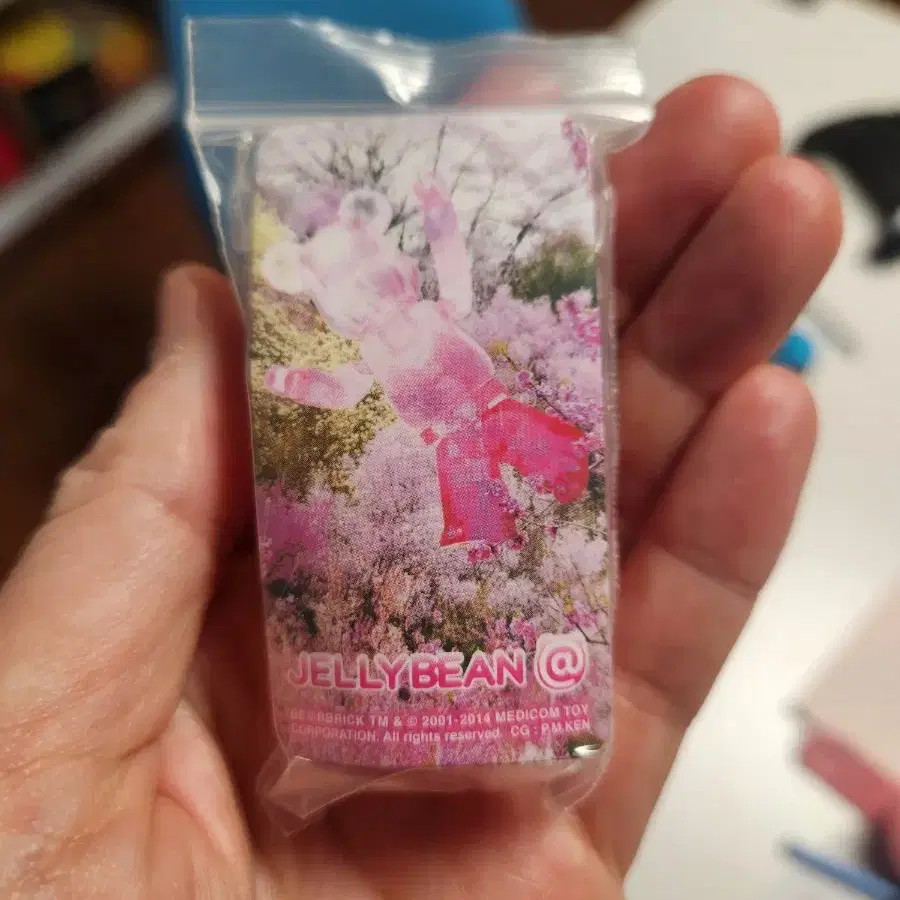 JELLYBEAN @
BE@RBRICK TM & © 2001-2014 MEDICOM TOY
CORPORATION. All rights reserved CG : P.M.KEN